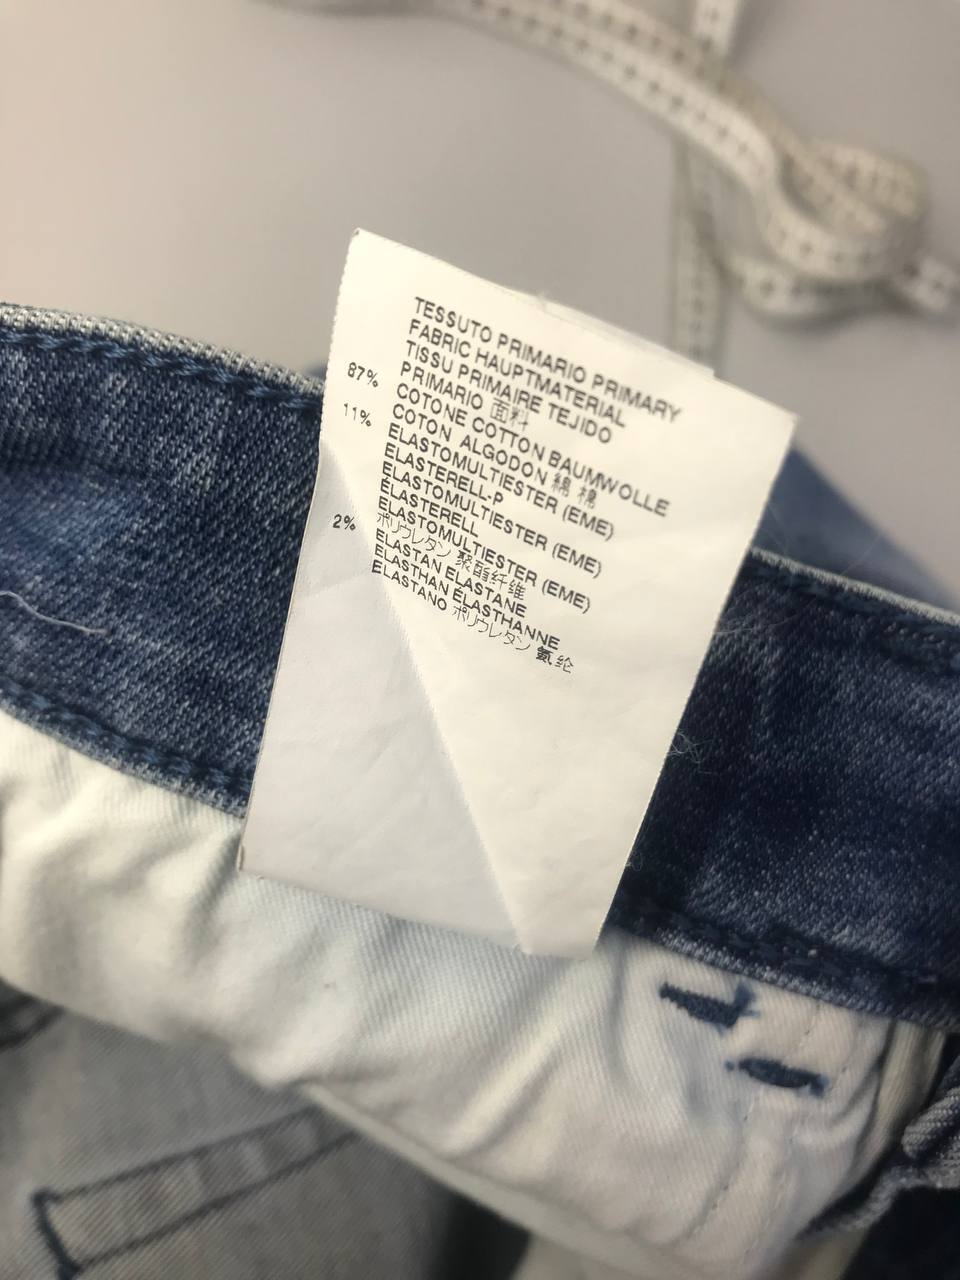 TESSUTO PRIMARIO PRIMARY
FABRIC HAUPTMATERIAL
TISSU PRIMAIRE TEJIDO
PRIMARIO 面料
87% COTONE COTTON BAUMWOLLE
COTON ALGODON 綿 棉
11% ELASTOMULTIESTER (EME)
ELASTERELL-P
ELASTOMULTIESTER (EME)
ÉLASTERELL
ELASTOMULTIESTER (EME)
ポリウレタン 聚酯纤维
2% ELASTAN ELASTANE
ELASTHAN ÉLASTHANNE
ELASTANO ポリウレタン 氨纶